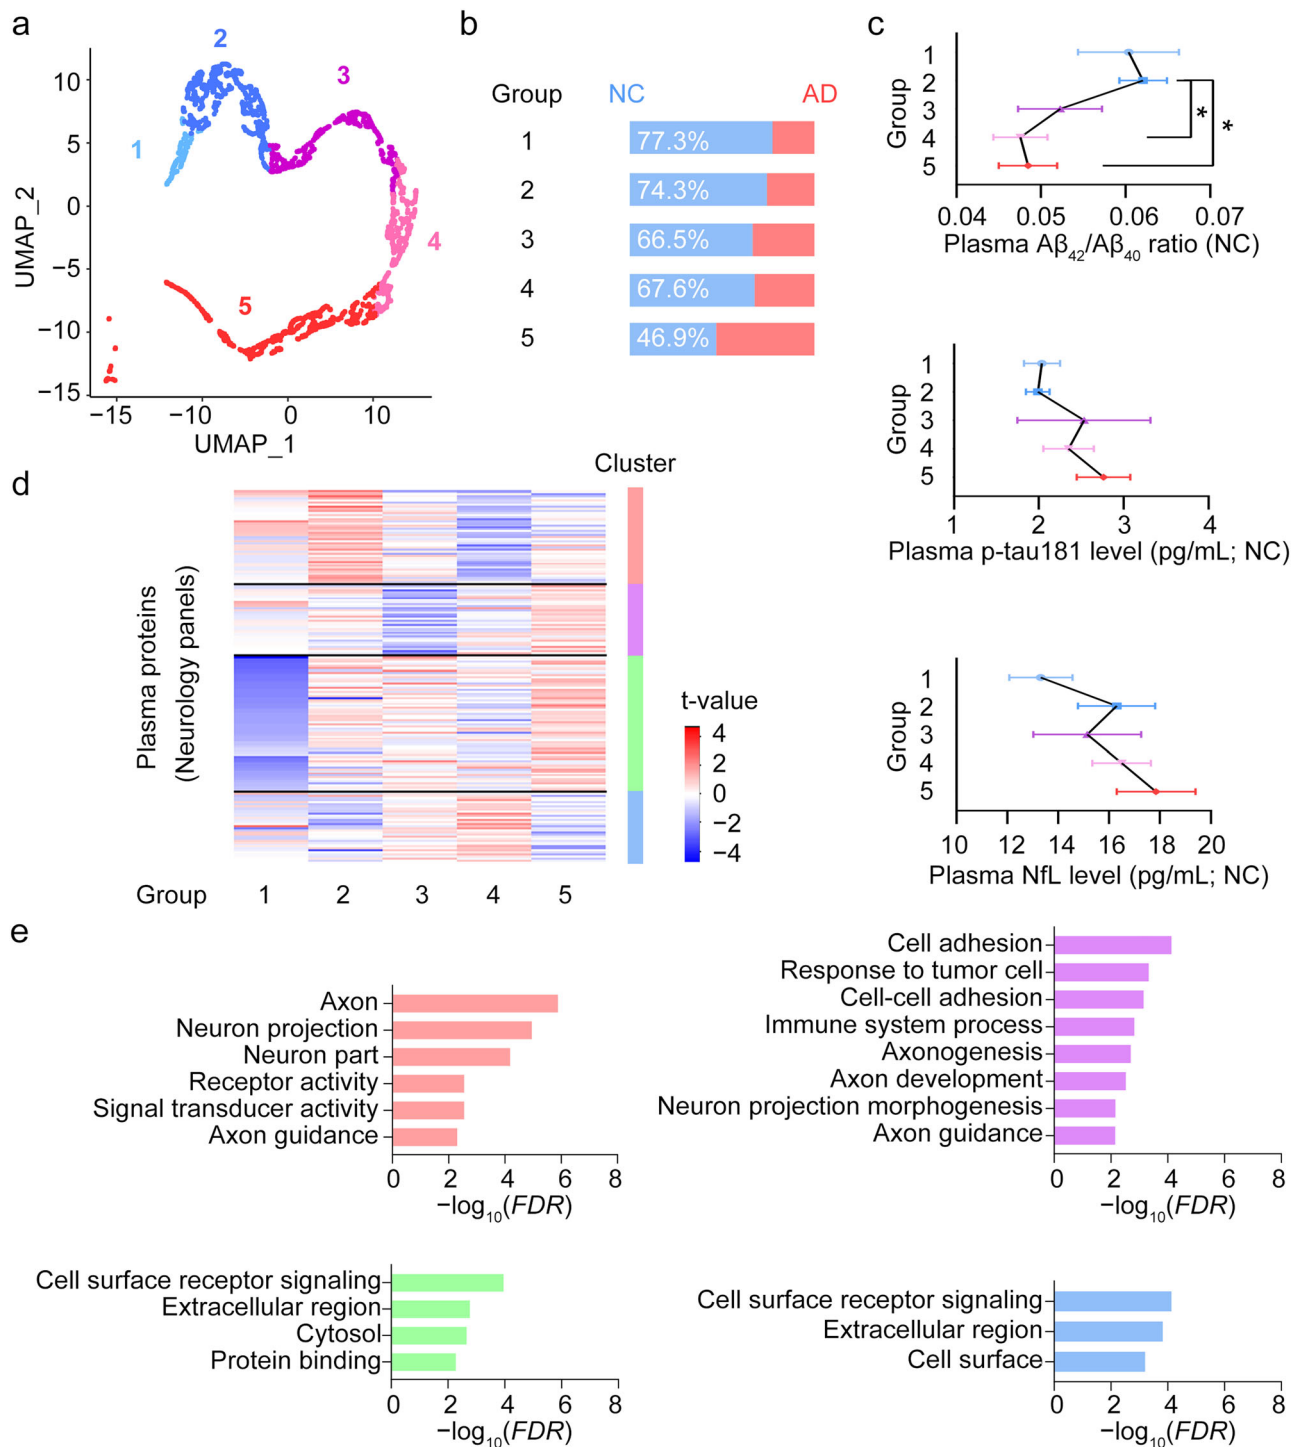 a
2
3
1
4
5
10
5
0
−5
−10
−15
UMAP_2
−15
−10
0
10
UMAP_1
b
Group
NC
AD
1
77.3%
2
74.3%
3
66.5%
4
67.6%
5
46.9%
c
Group
1
2
3
4
5
*
*
0.04
0.05
0.06
0.07
Plasma Aβ₄₂/Aβ₄₀ ratio (NC)
Group
1
2
3
4
5
1
2
3
4
Plasma p-tau181 level (pg/mL; NC)
Group
1
2
3
4
5
10
12
14
16
18
20
Plasma NfL level (pg/mL; NC)
d
Cluster
Plasma proteins
(Neurology panels)
t-value
4
2
0
−2
−4
Group
1
2
3
4
5
e
Axon
Neuron projection
Neuron part
Receptor activity
Signal transducer activity
Axon guidance
0
2
4
6
8
−log₁₀(FDR)
Cell adhesion
Response to tumor cell
Cell-cell adhesion
Immune system process
Axonogenesis
Axon development
Neuron projection morphogenesis
Axon guidance
0
2
4
6
8
−log₁₀(FDR)
Cell surface receptor signaling
Extracellular region
Cytosol
Protein binding
0
2
4
6
8
−log₁₀(FDR)
Cell surface receptor signaling
Extracellular region
Cell surface
0
2
4
6
8
−log₁₀(FDR)